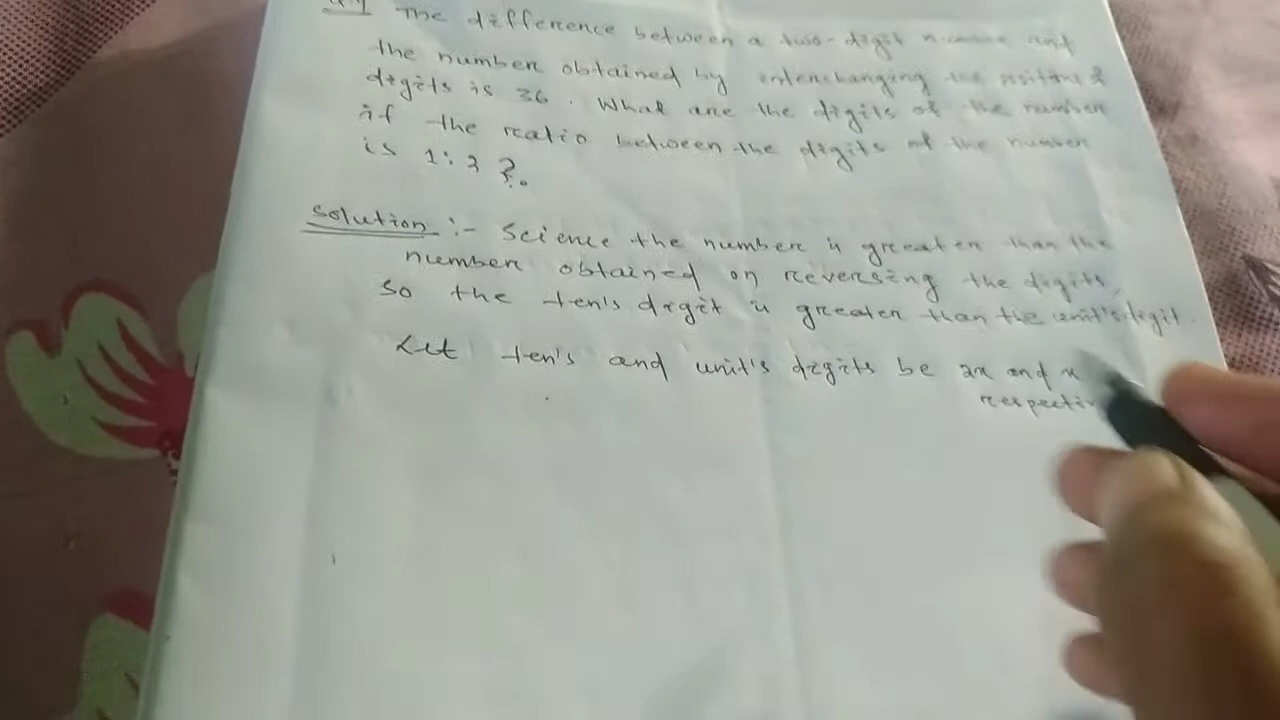 The difference between a two-digit number and
the number obtained by interchanging the positions of
digits is 36. What are the digits of the number
if the ratio between the digits of the number
is 1:2 ?.
Solution :- Science the number is greater than the
number obtained on reversing the digits,
so the ten's digit is greater than the unit's digit.
Let ten's and unit's digits be 2x and x